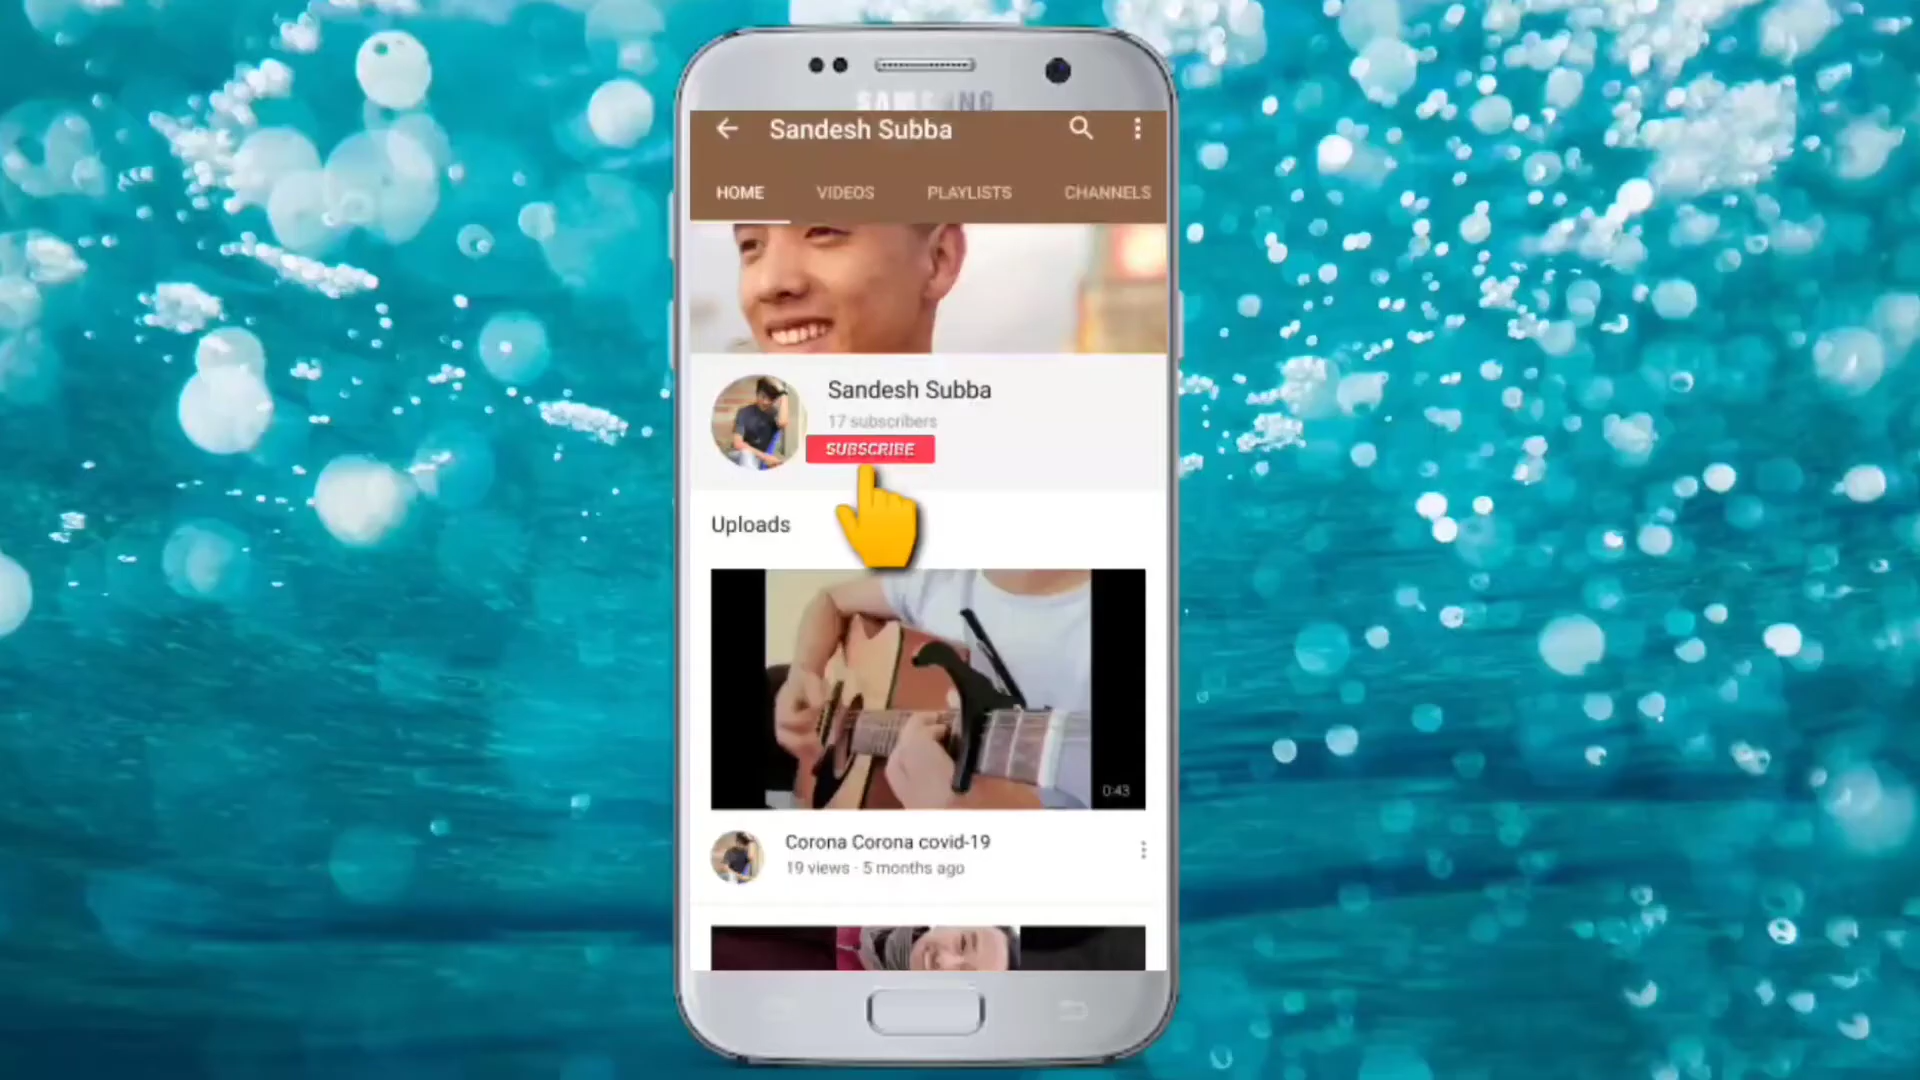 SAMSUNG
Sandesh Subba
HOME VIDEOS PLAYLISTS CHANNELS
Sandesh Subba
17 subscribers
SUBSCRIBE
Uploads
0:43
Corona Corona covid-19
19 views · 5 months ago